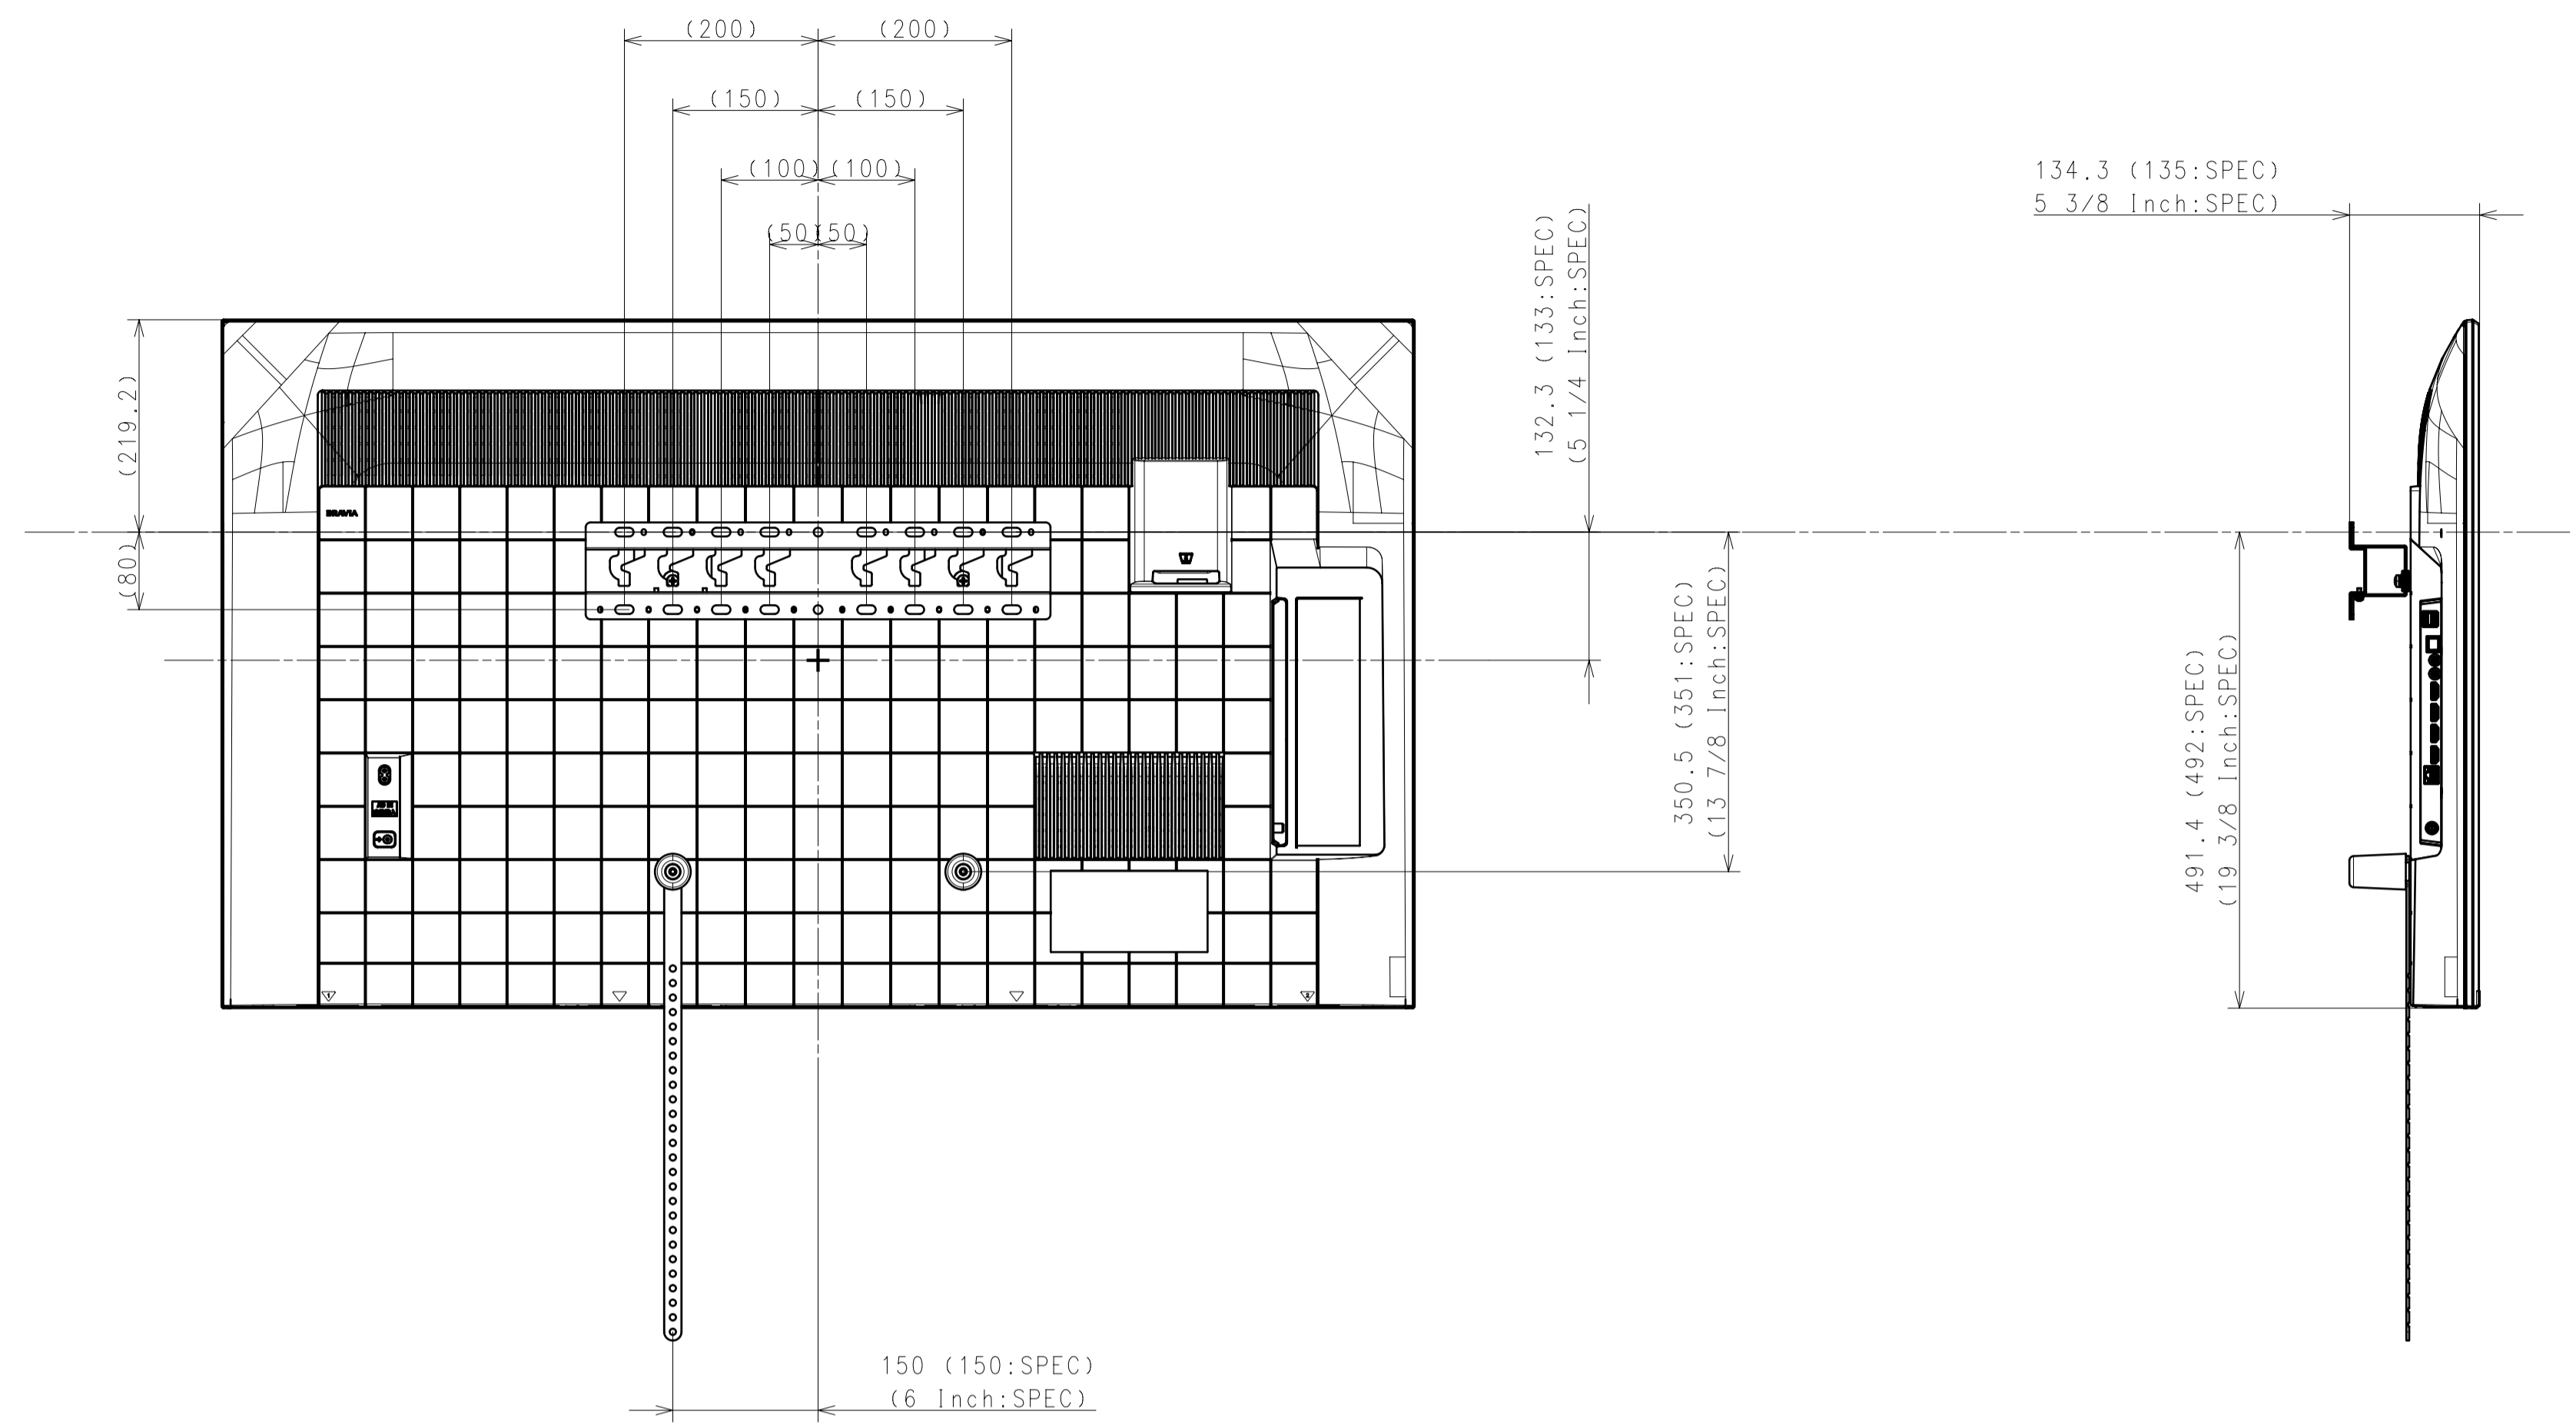 (200) (200)
(150) (150)
(100) (100)
(50) (50)
134.3 (135:SPEC)
5 3/8 Inch:SPEC)
132.3 (133:SPEC)
(5 1/4 Inch:SPEC)
(219.2)
(80)
BRAVIA
350.5 (351:SPEC)
(13 7/8 Inch:SPEC)
491.4 (492:SPEC)
(19 3/8 Inch:SPEC)
1
2
150 (150:SPEC)
(6 Inch:SPEC)